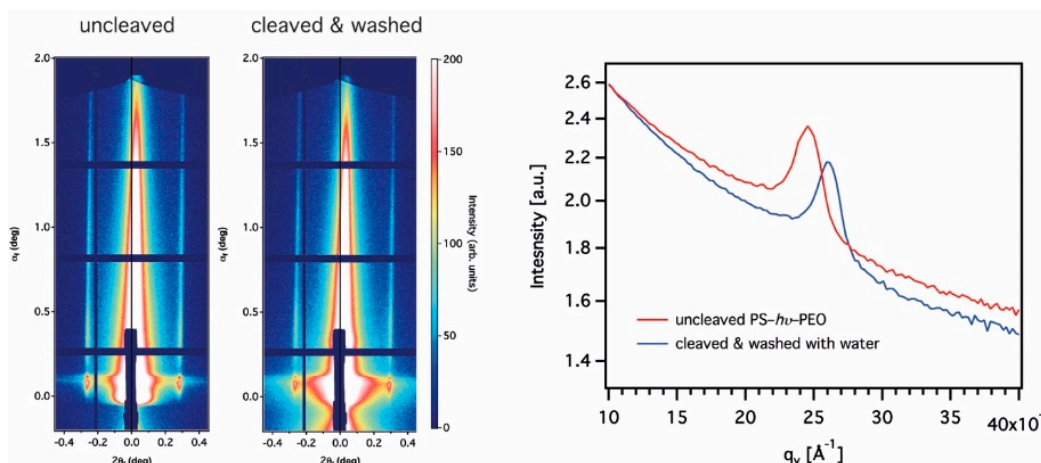 uncleaved
cleaved & washed
2.0
1.5
1.0
0.5
0.0
αf (deg)
-0.4 -0.2 0.0 0.2 0.4
2θf (deg)
2.0
1.5
1.0
0.5
0.0
αf (deg)
-0.4 -0.2 0.0 0.2 0.4
2θf (deg)
200
150
100
50
0
Intensity (arb. units)
2.6
2.4
2.2
2.0
1.8
1.6
1.4
Intesnsity [a.u.]
uncleaved PS–hυ–PEO
cleaved & washed with water
10 15 20 25 30 35 40x1
qy [Å⁻¹]